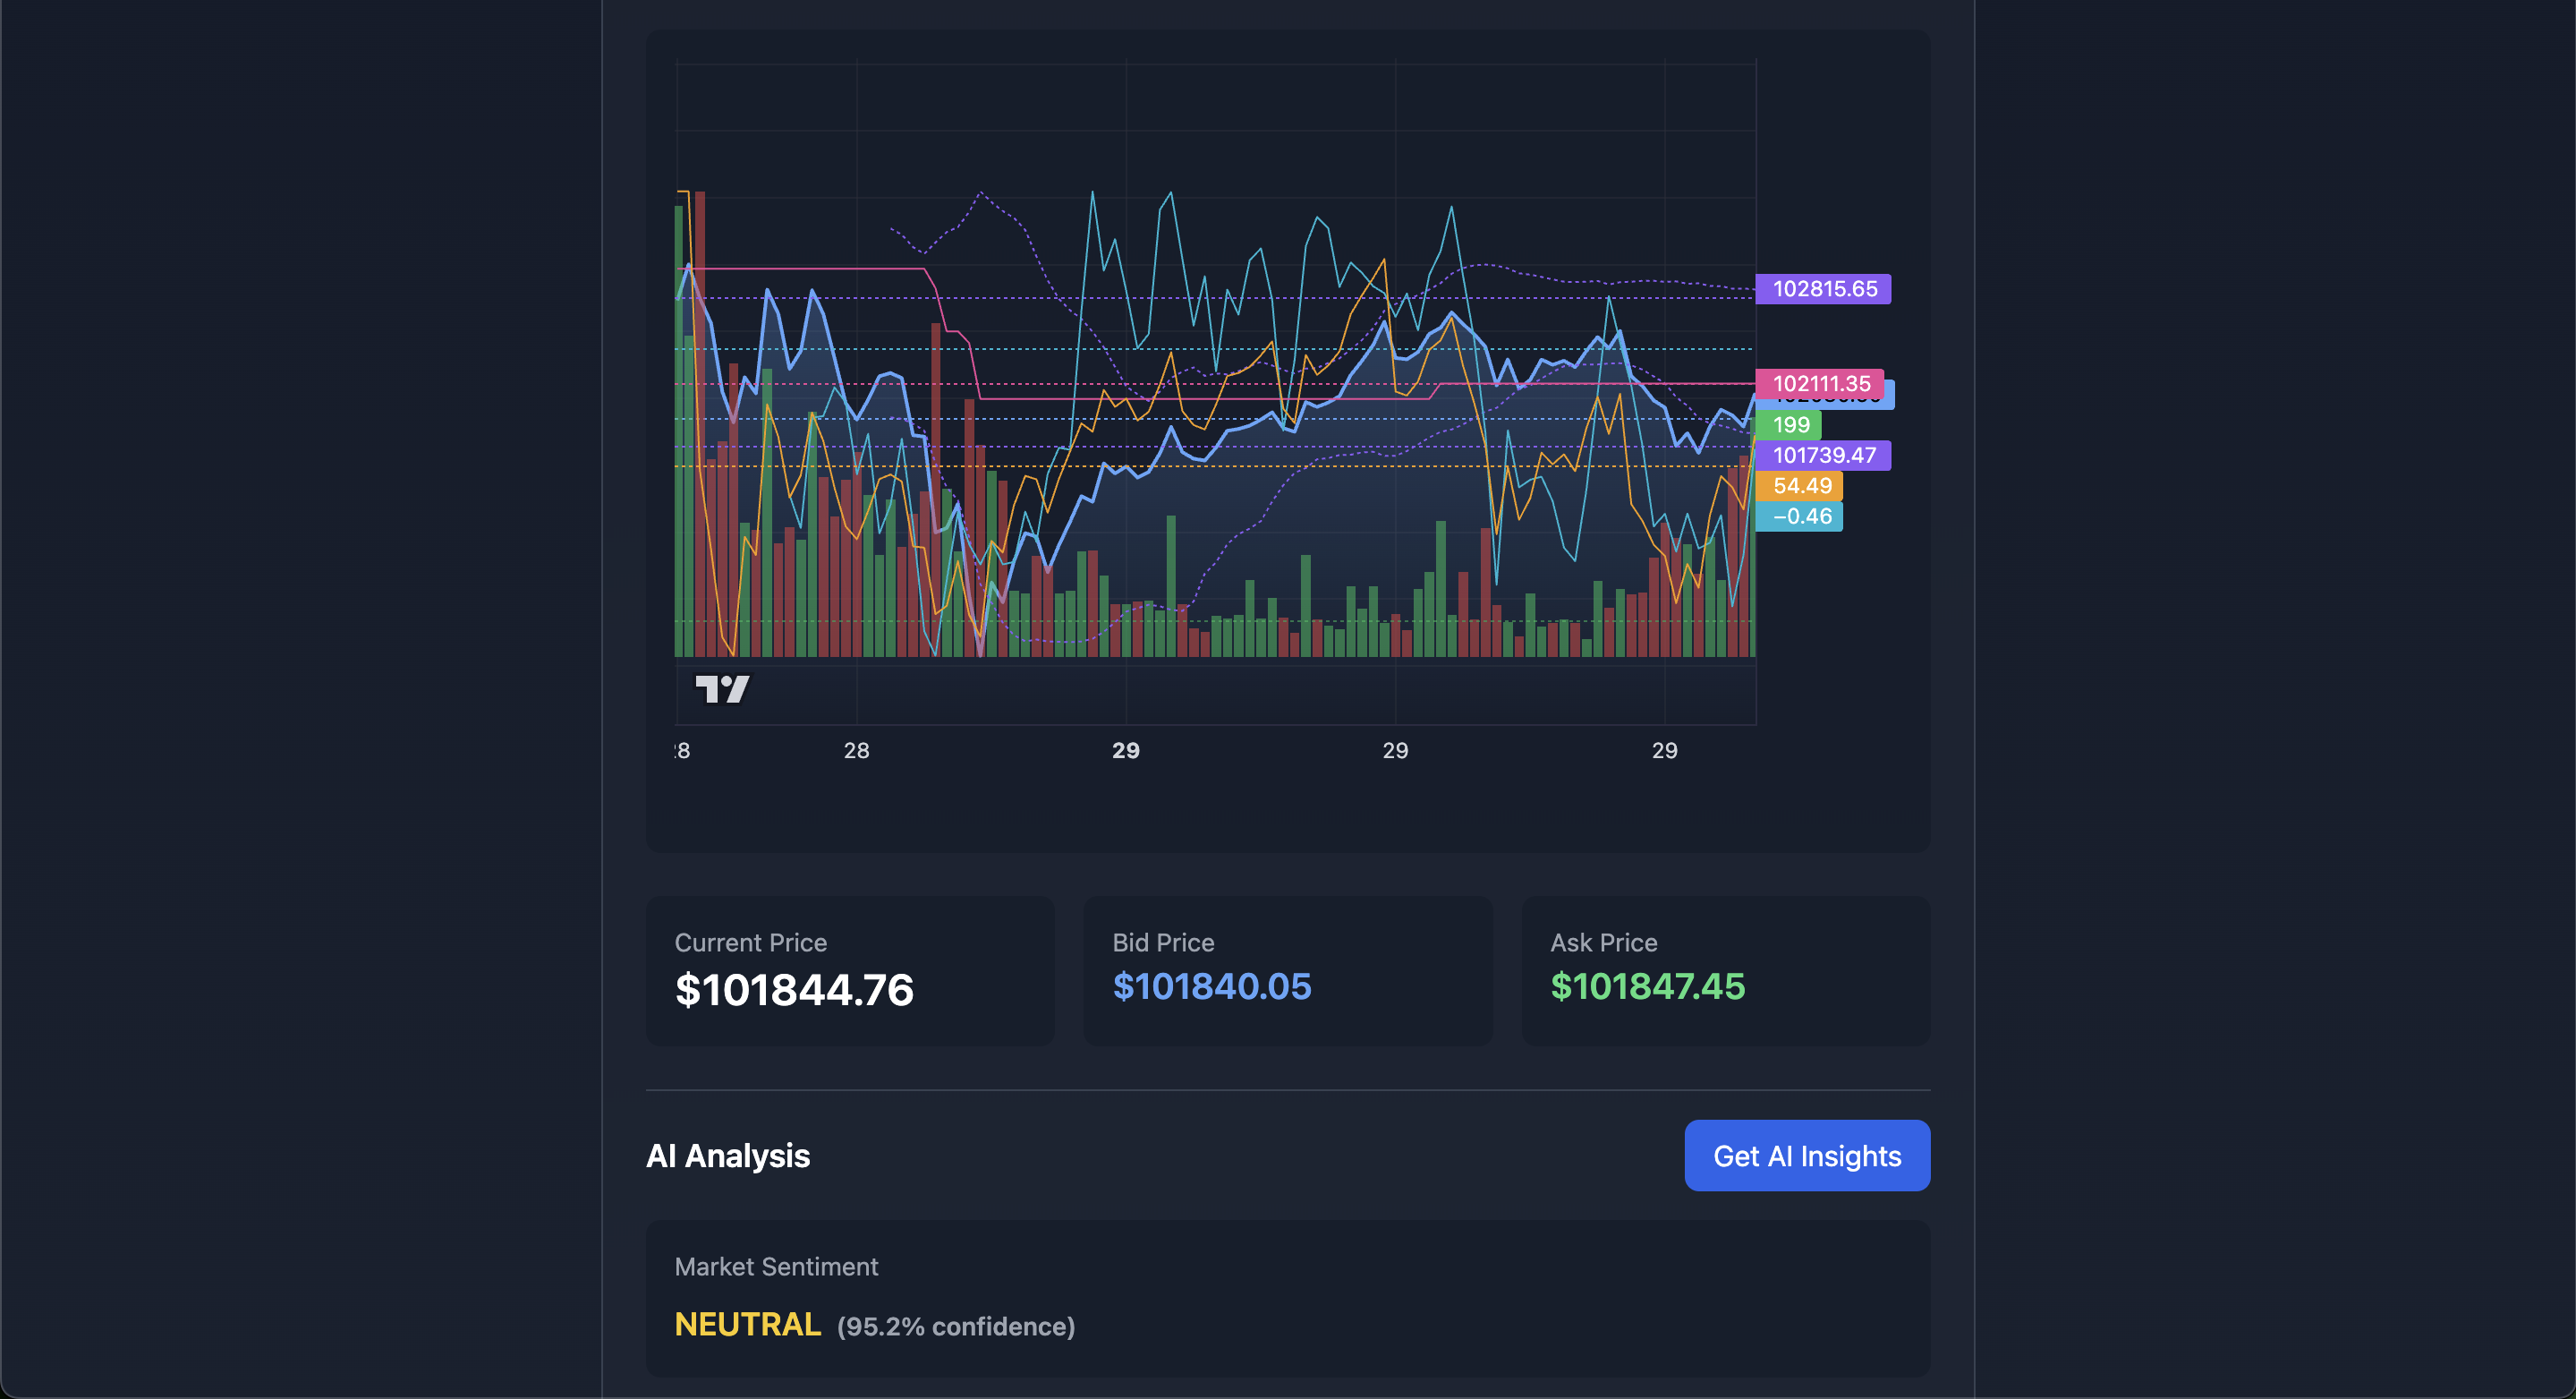 102815.65
102111.35
199
101739.47
54.49
−0.46
28
29
29
29
Current Price
$101844.76
Bid Price
$101840.05
Ask Price
$101847.45
AI Analysis
Get AI Insights
Market Sentiment
NEUTRAL (95.2% confidence)